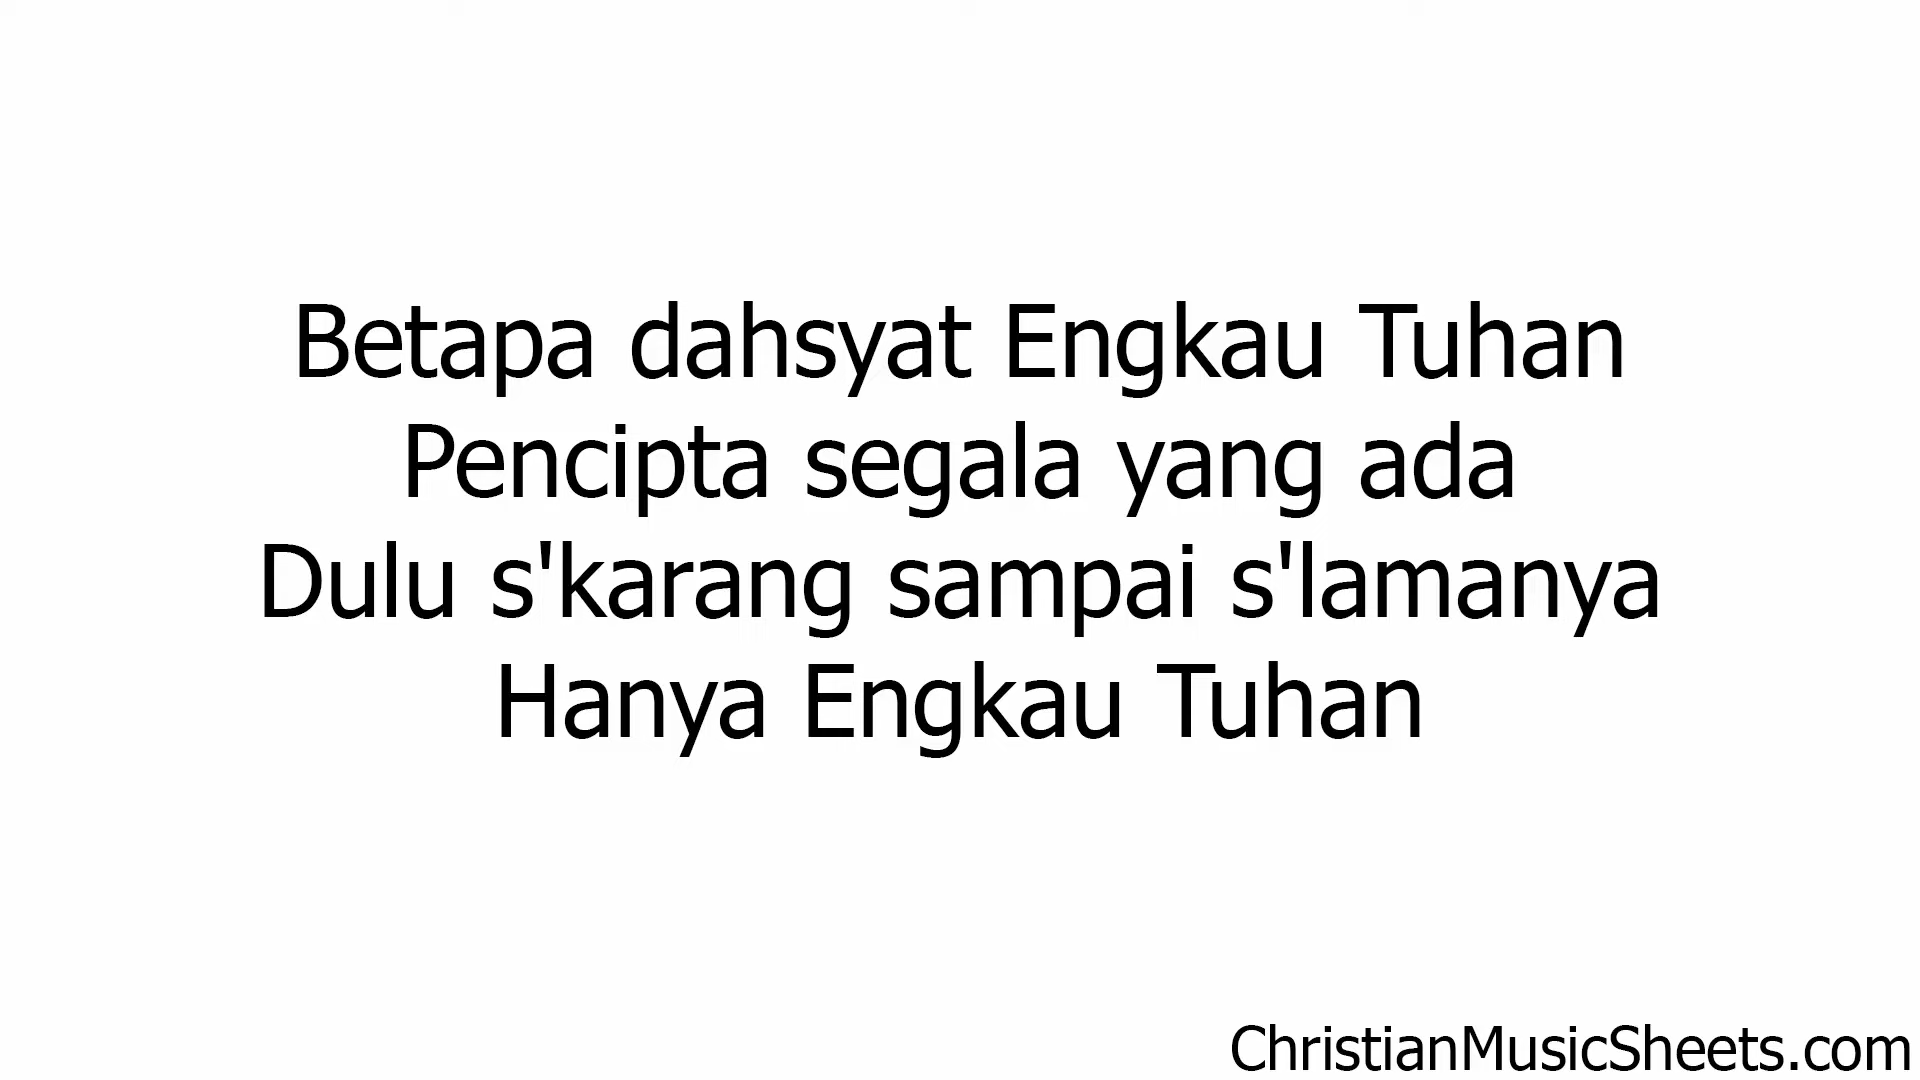 Betapa dahsyat Engkau Tuhan
Pencipta segala yang ada
Dulu s'karang sampai s'lamanya
Hanya Engkau Tuhan
ChristianMusicSheets.com